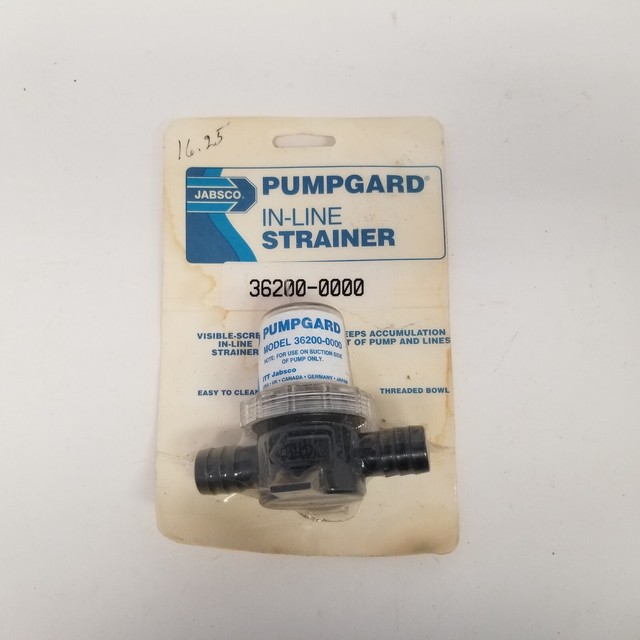 16.25
JABSCO
PUMPGARD®
IN-LINE
STRAINER
36200-0000
VISIBLE-SCRE
IN-LINE
STRAINER
EEPS ACCUMULATION
T OF PUMP AND LINES
PUMPGARD
MODEL 36200-0000
NOTE: FOR USE ON SUCTION SIDE
OF PUMP ONLY.
ITT Jabsco
UK • CANADA • GERMANY • JAPAN
EASY TO CLEAN
THREADED BOWL